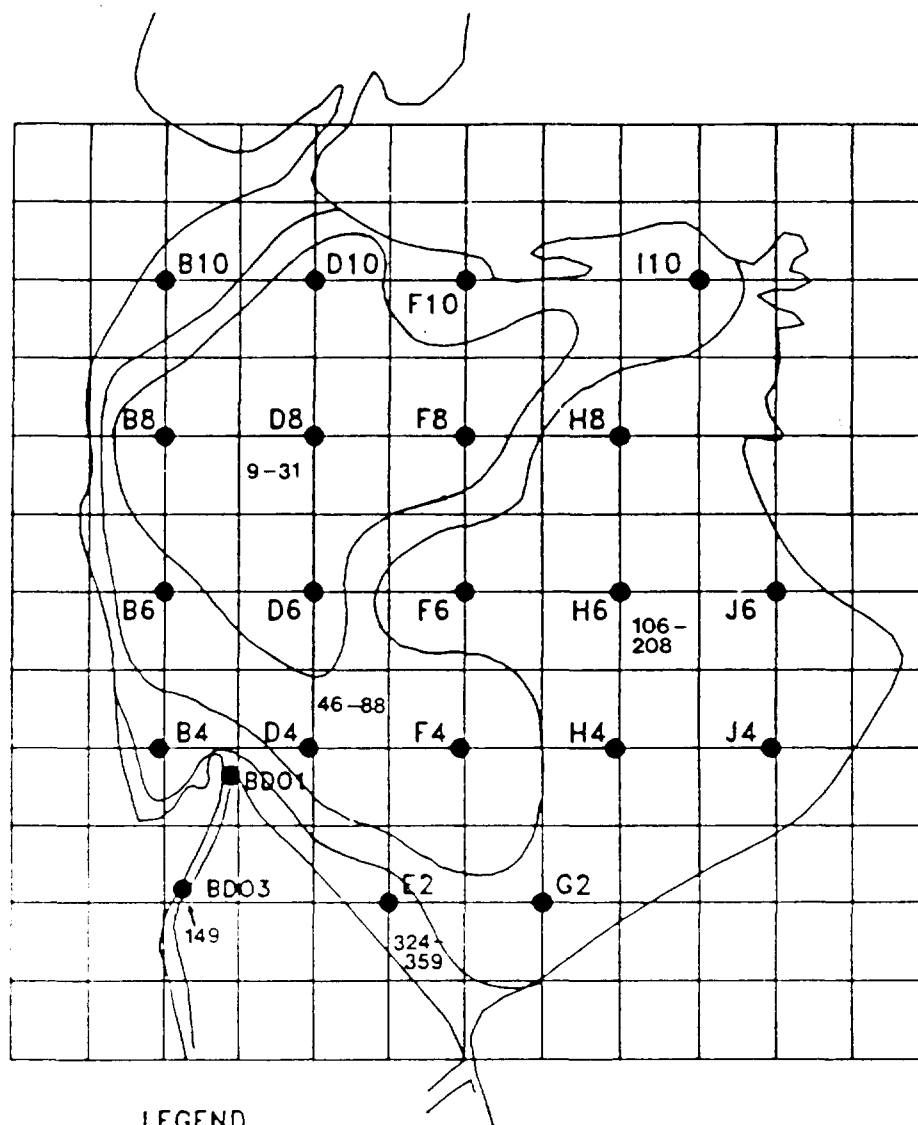 B10
D10
F10
I10
B8
D8
F8
H8
9-31
B6
D6
F6
H6
J6
106-
208
46-88
B4
D4
F4
H4
J4
BD01
BD03
E2
G2
149
324-
359
LEGEND